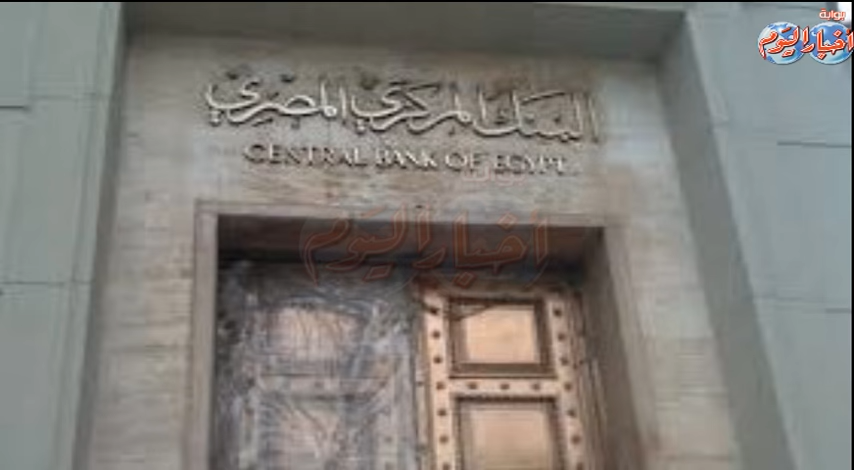 بوابة
أخبار اليوم
البنك المركزي المصري
CENTRAL BANK OF EGYPT
أخبار اليوم